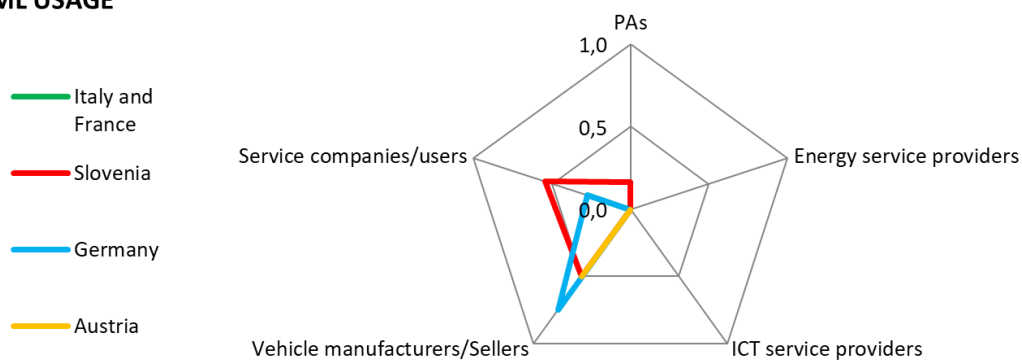 USAGE
PAs
1,0
Italy and
France
0,5
Service companies/users
Energy service providers
Slovenia
0,0
Germany
Austria
Vehicle manufacturers/Sellers
ICT service providers